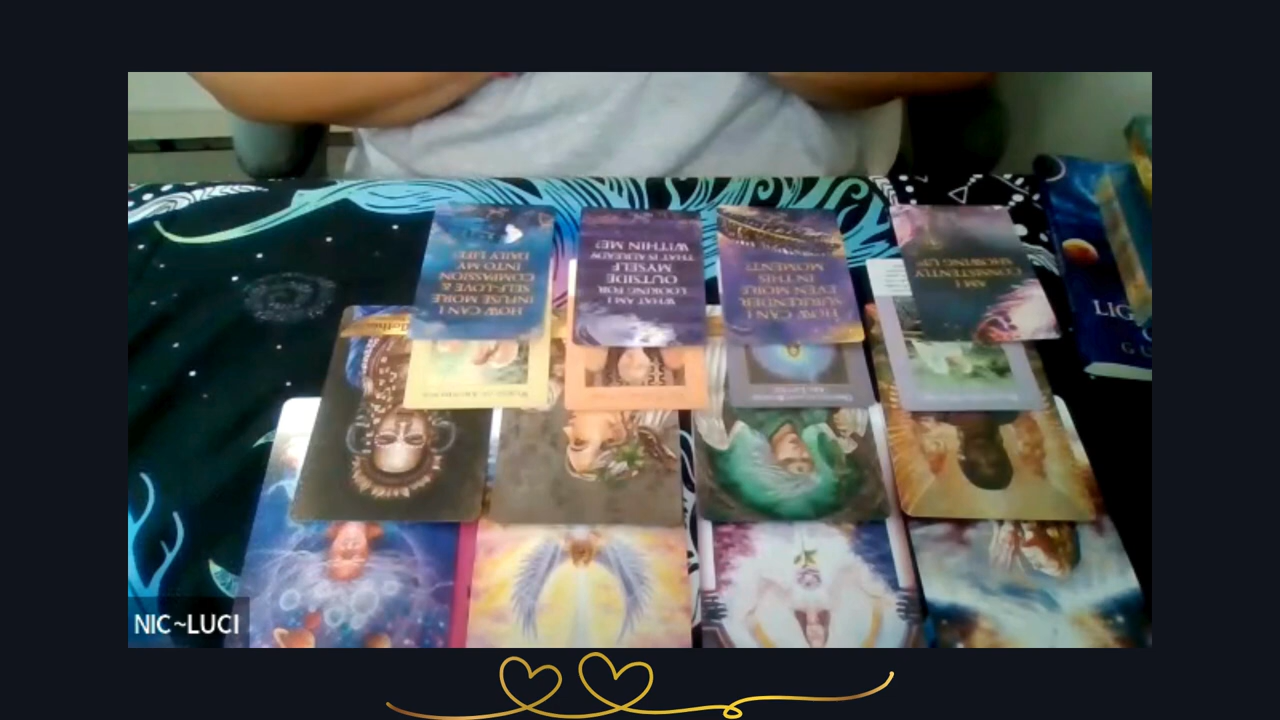 HOW CAN I
INFUSE MORE
SELF-LOVE &
COMPASSION
INTO MY
DAILY LIFE?
WHAT AM I
LOOKING FOR
OUTSIDE
MYSELF
THAT IS ALREADY
WITHIN ME?
HOW CAN I
SURRENDER
EVEN MORE
IN THIS
MOMENT?
AM I
CONSISTENTLY
SHOWING UP?
LIG
NIC~LUCI